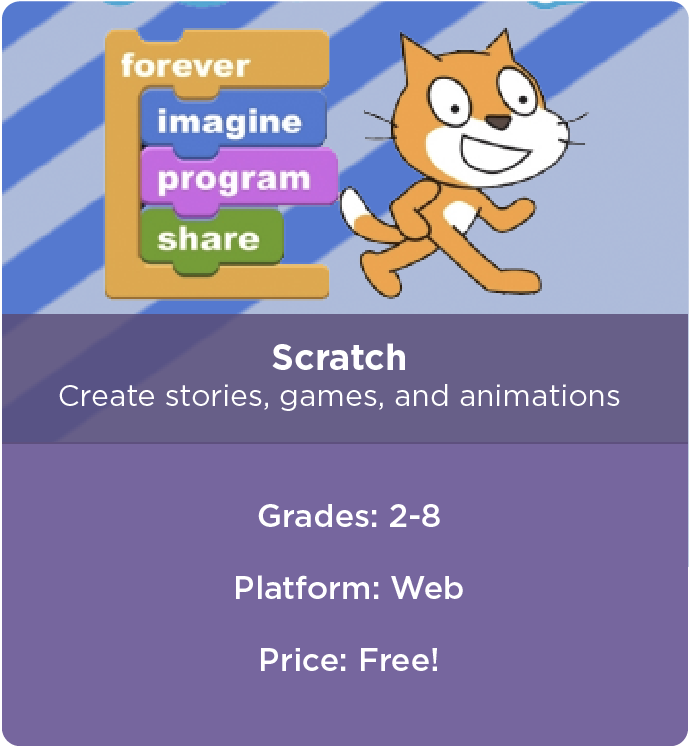 forever
imagine
program
share
Scratch
Create stories, games, and animations
Grades: 2-8
Platform: Web
Price: Free!